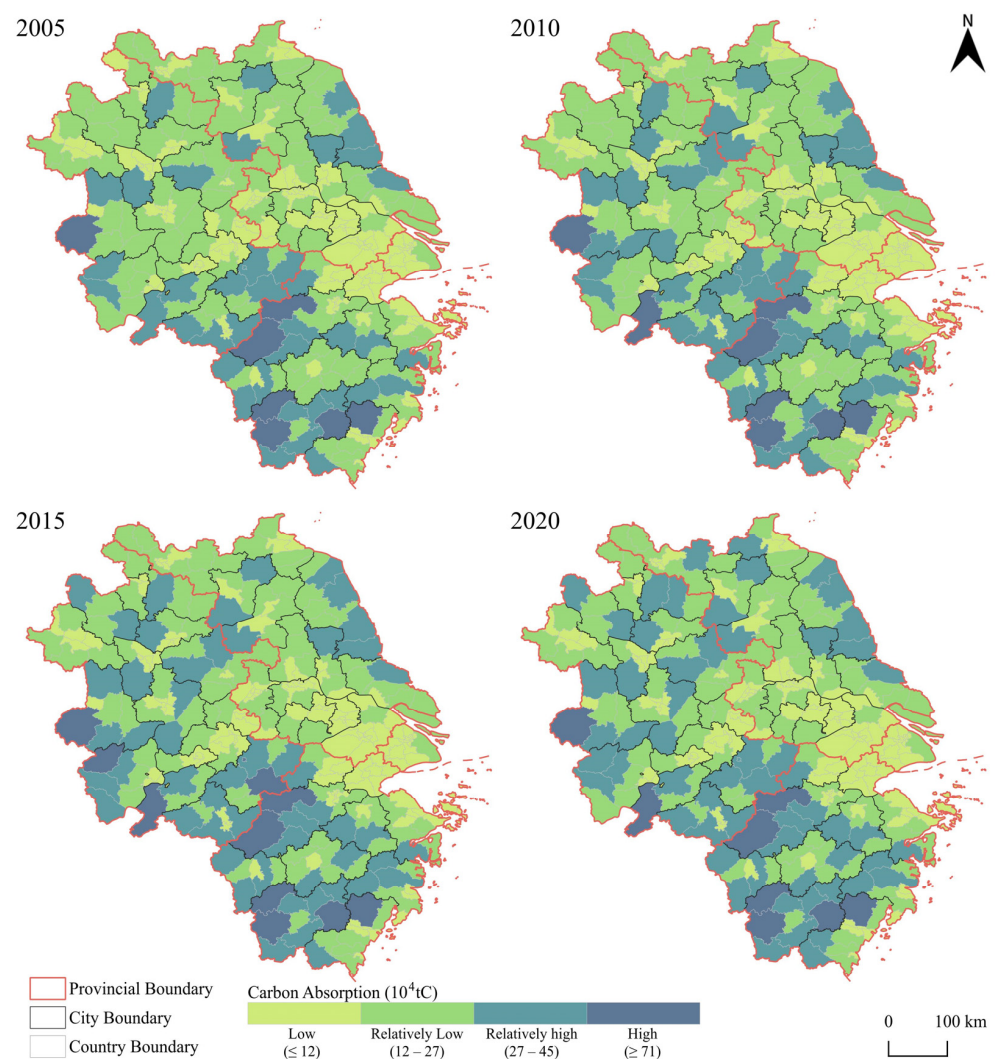 2005
2010
N
2015
2020
Provincial Boundary
City Boundary
Country Boundary
Carbon Absorption (10⁴tC)
Low
(≤ 12)
Relatively Low
(12 – 27)
Relatively high
(27 – 45)
High
(≥ 71)
0 100 km